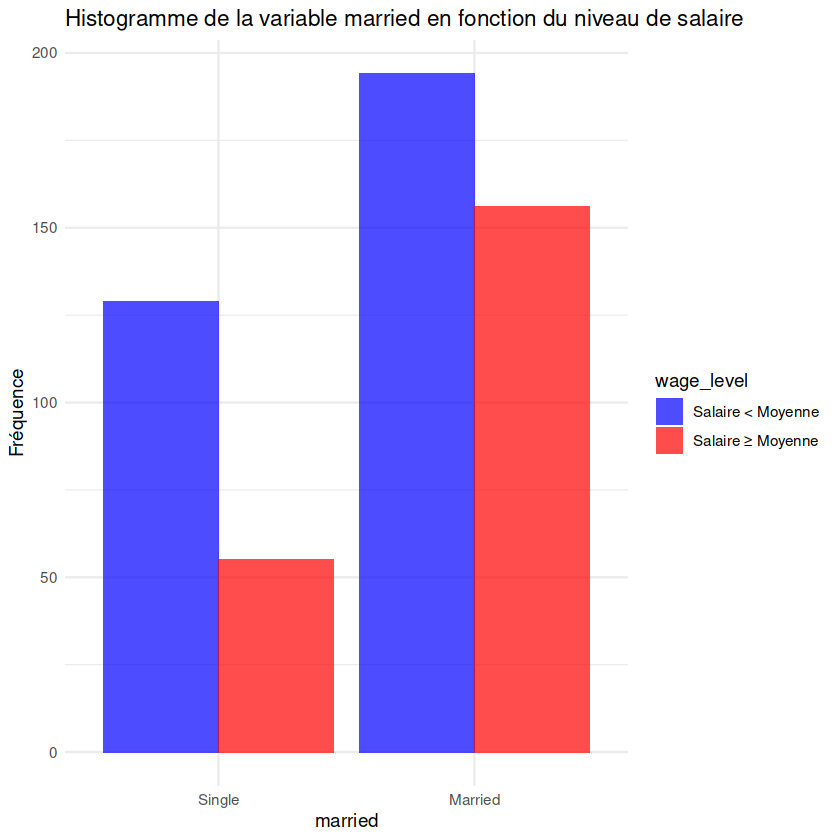 Histogramme de la variable married en fonction du niveau de salaire
200
150
100
50
0
Fréquence
Single
Married
married
wage_level
Salaire < Moyenne
Salaire ≥ Moyenne